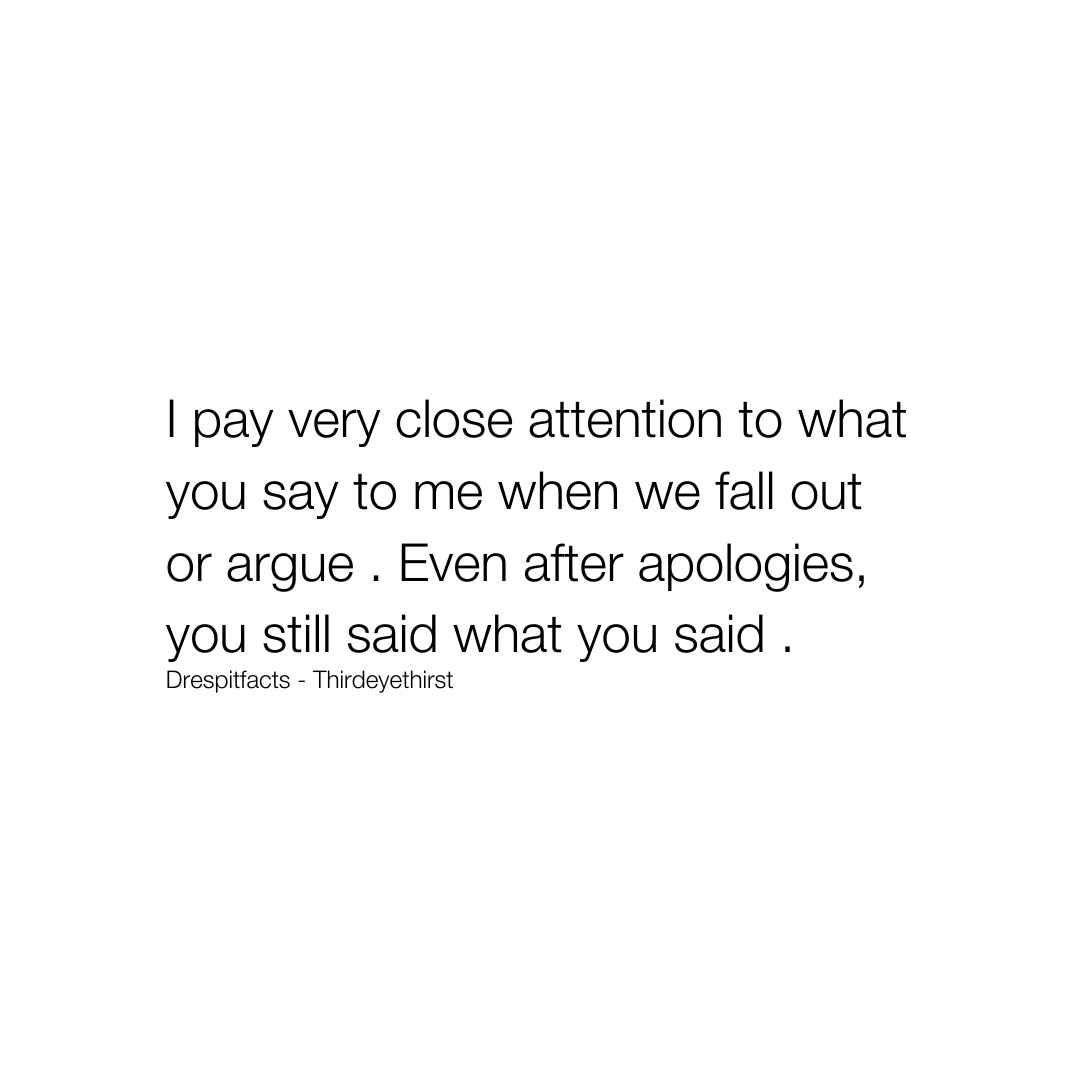 I pay very close attention to what
you say to me when we fall out
or argue . Even after apologies,
you still said what you said .
Drespitfacts - Thirdeyethirst